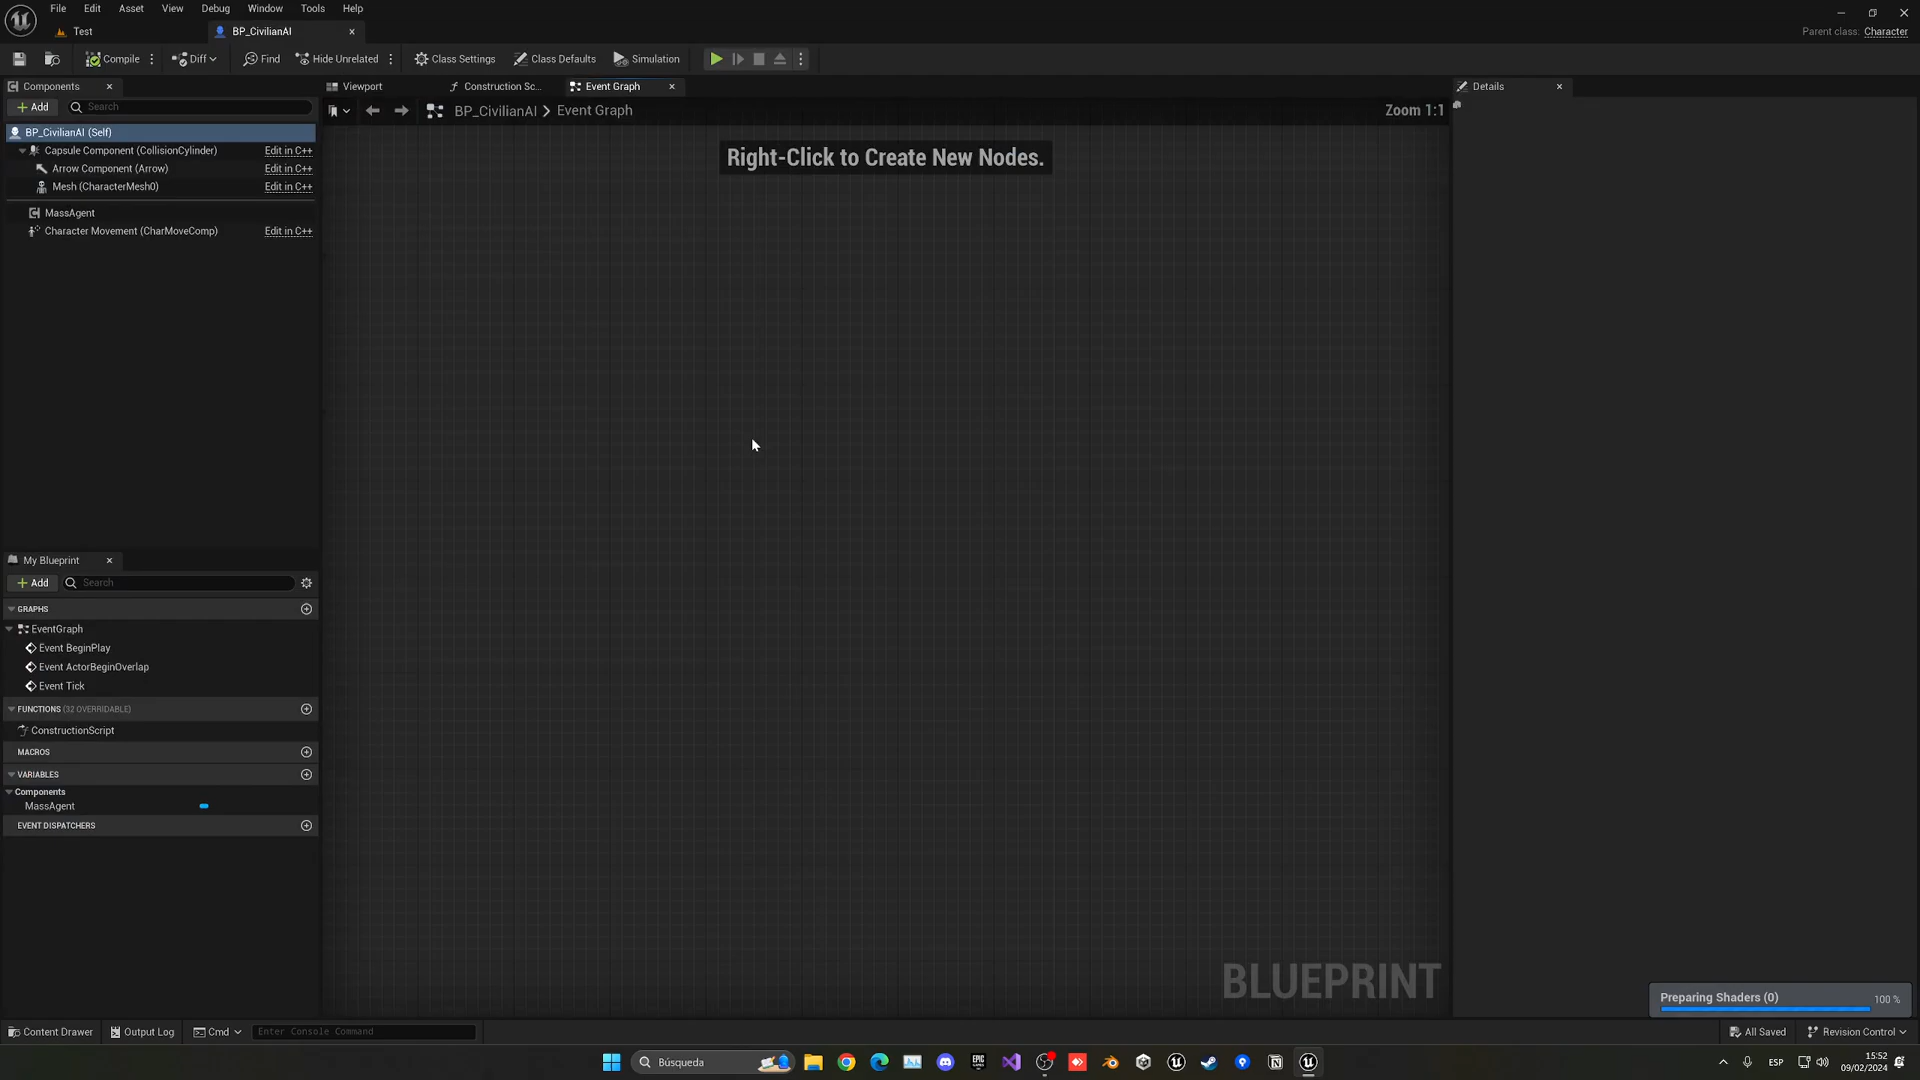 File Edit Asset View Debug Window Tools Help
Test
BP_CivilianAI
Parent class: Character
Compile
Diff
Find
Hide Unrelated
Class Settings
Class Defaults
Simulation
Components
Viewport
Construction Sc...
Event Graph
Details
Add
Search
BP_CivilianAI > Event Graph
Zoom 1:1
BP_CivilianAI (Self)
Capsule Component (CollisionCylinder) Edit in C++
Arrow Component (Arrow) Edit in C++
Mesh (CharacterMesh0) Edit in C++
MassAgent
Character Movement (CharMoveComp) Edit in C++
Right-Click to Create New Nodes.
My Blueprint
Add
Search
GRAPHS
EventGraph
Event BeginPlay
Event ActorBeginOverlap
Event Tick
FUNCTIONS (32 OVERRIDABLE)
ConstructionScript
MACROS
VARIABLES
Components
MassAgent
EVENT DISPATCHERS
BLUEPRINT
Preparing Shaders (0) 100 %
Content Drawer
Output Log
Cmd
Enter Console Command
All Saved
Revision Control
Búsqueda
EPIC GAMES
ESP
15:52
09/02/2024